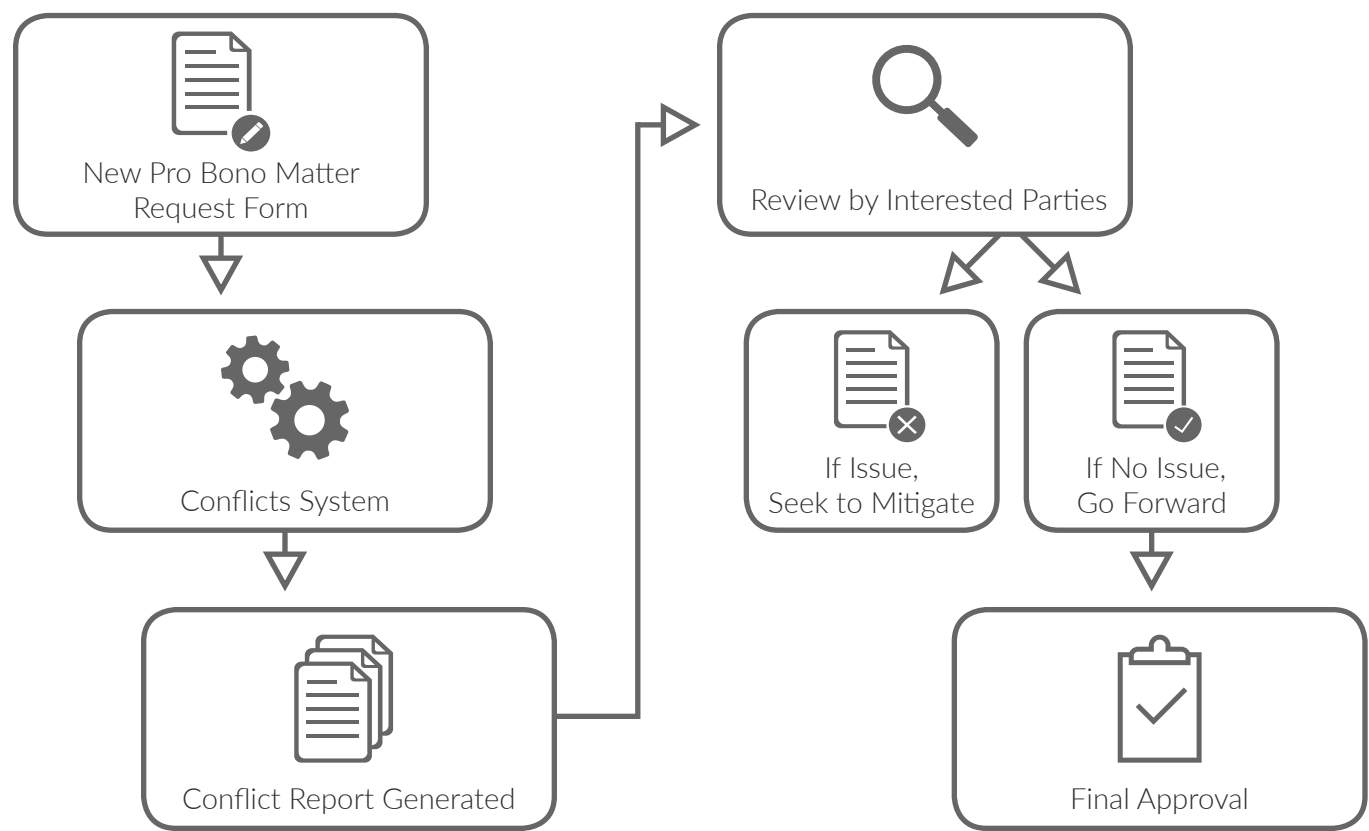 New Pro Bono Matter
Request Form
Conflicts System
Conflict Report Generated
Review by Interested Parties
If Issue,
Seek to Mitigate
If No Issue,
Go Forward
Final Approval